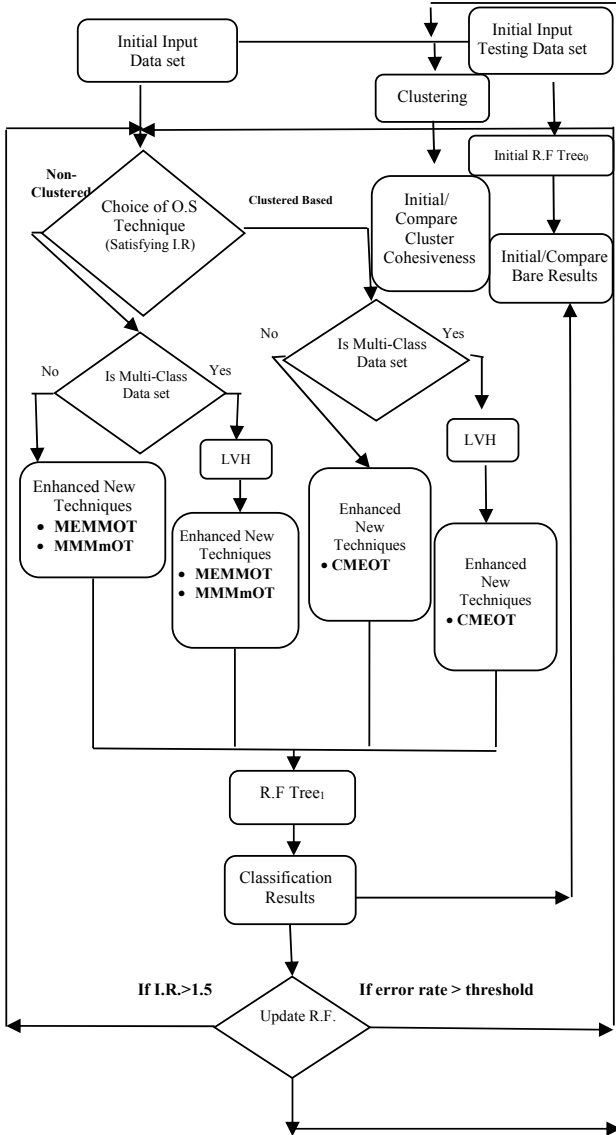 Initial Input
Data set
Initial Input
Testing Data set
Clustering
Initial R.F Tree₀
Non-
Clustered
Choice of O.S
Technique
(Satisfying I.R)
Clustered Based
Initial/
Compare
Cluster
Cohesiveness
Initial/Compare
Bare Results
No
Is Multi-Class
Data set
Yes
No
Is Multi-Class
Data set
Yes
LVH
LVH
Enhanced New
Techniques
• MEMMOT
• MMMmOT
Enhanced New
Techniques
• MEMMOT
• MMMmOT
Enhanced
New
Techniques
• CMEOT
Enhanced
New
Techniques
• CMEOT
R.F Tree₁
Classification
Results
If I.R.>1.5
If error rate > threshold
Update R.F.